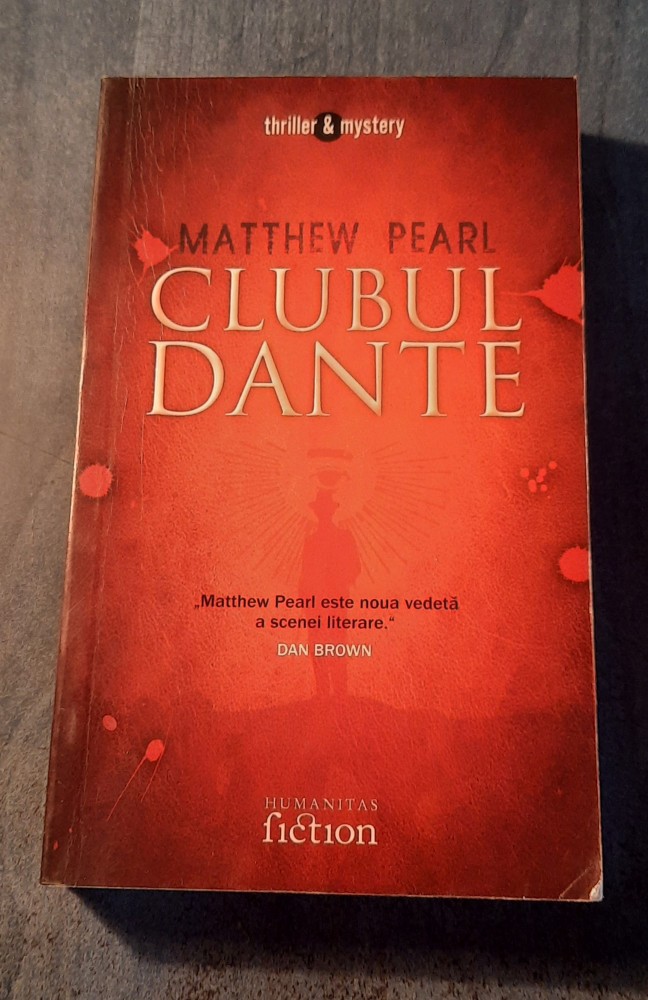 thriller & mystery
MATTHEW PEARL
CLUBUL
DANTE
„Matthew Pearl este noua vedetă
a scenei literare.“
DAN BROWN
HUMANITAS
fiction